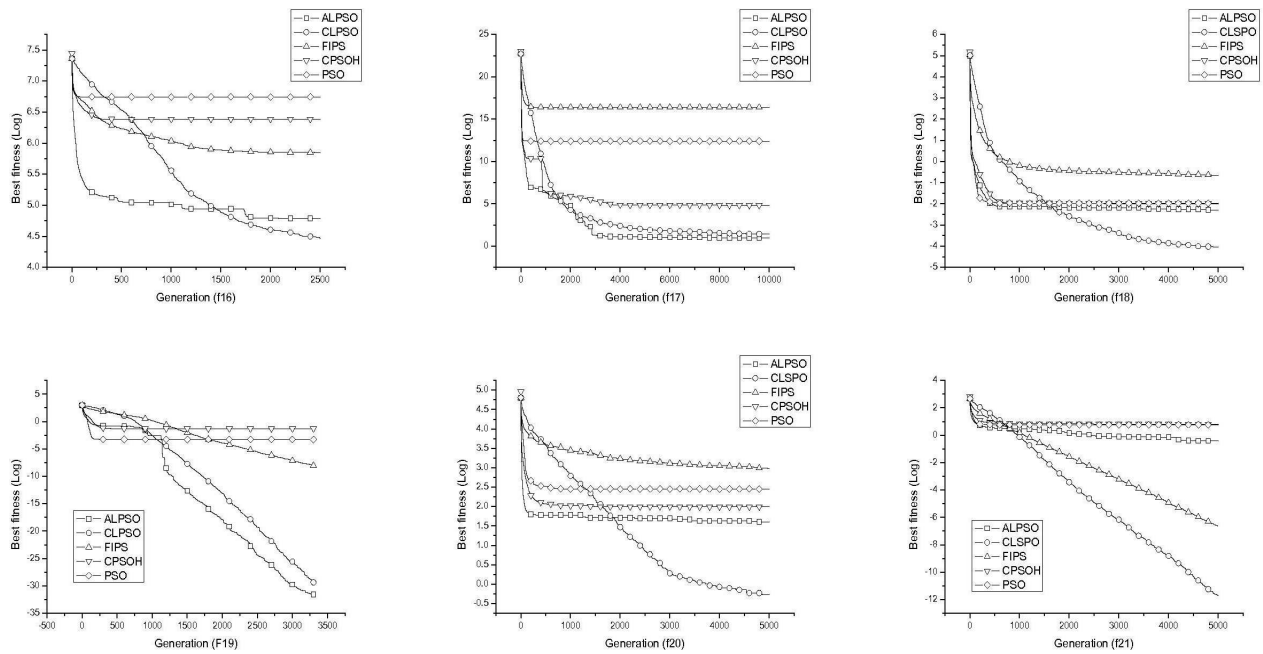 ALPSO
CLPSO
FIPS
CPSOH
PSO
7.5
7.0
6.5
6.0
5.5
5.0
4.5
4.0
Best fitness (Log)
0 500 1000 1500 2000 2500
Generation (f16)
ALPSO
CLPSO
FIPS
CPSOH
PSO
25
20
15
10
5
0
Best fitness (Log)
0 2000 4000 6000 8000 10000
Generation (f17)
ALPSO
CLSPO
FIPS
CPSOH
PSO
6
5
4
3
2
1
0
-1
-2
-3
-4
-5
Best fitness (Log)
0 1000 2000 3000 4000 5000
Generation (f18)
5
0
-5
-10
-15
-20
-25
-30
-35
Best fitness (Log)
ALPSO
CLPSO
FIPS
CPSOH
PSO
-500 0 500 1000 1500 2000 2500 3000 3500
Generation (F19)
ALPSO
CLSPO
FIPS
CPSOH
PSO
5.0
4.5
4.0
3.5
3.0
2.5
2.0
1.5
1.0
0.5
0.0
-0.5
Best fitness (Log)
0 1000 2000 3000 4000 5000
Generation (f20)
4
2
0
-2
-4
-6
-8
-10
-12
Best fitness (Log)
ALPSO
CLSPO
FIPS
CPSOH
PSO
0 1000 2000 3000 4000 5000
Generation (f21)